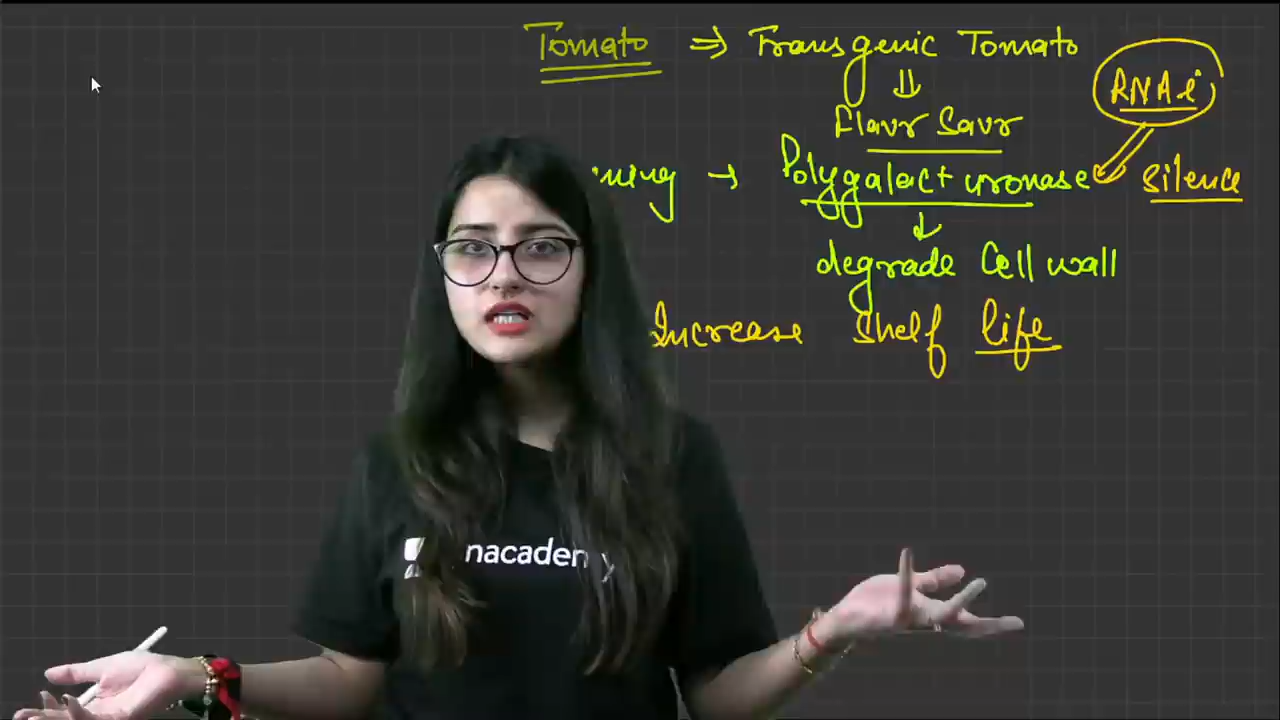 Tomato ⇒ Transgenic Tomato
⇓
RNAi
Flavr Savr
→ Polygalacturonase Silence
↓
degrade Cell wall
Increase Shelf life
nacadem